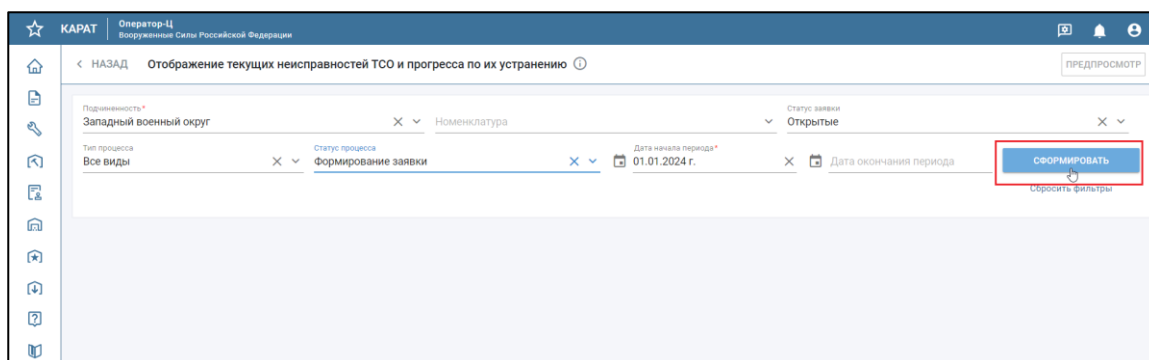 КАРАТ
Оператор-Ц
Вооруженные Силы Российской Федерации
НАЗАД Отображение текущих неисправностей ТСО и прогресса по их устранению
ПРЕДПРОСМОТР
Подчиненность*
Западный военный округ
Номенклатура
Статус заявки
Открытые
Тип процесса
Все виды
Статус процесса
Формирование заявки
Дата начала периода*
01.01.2024 г.
Дата окончания периода
СФОРМИРОВАТЬ
Сбросить фильтры